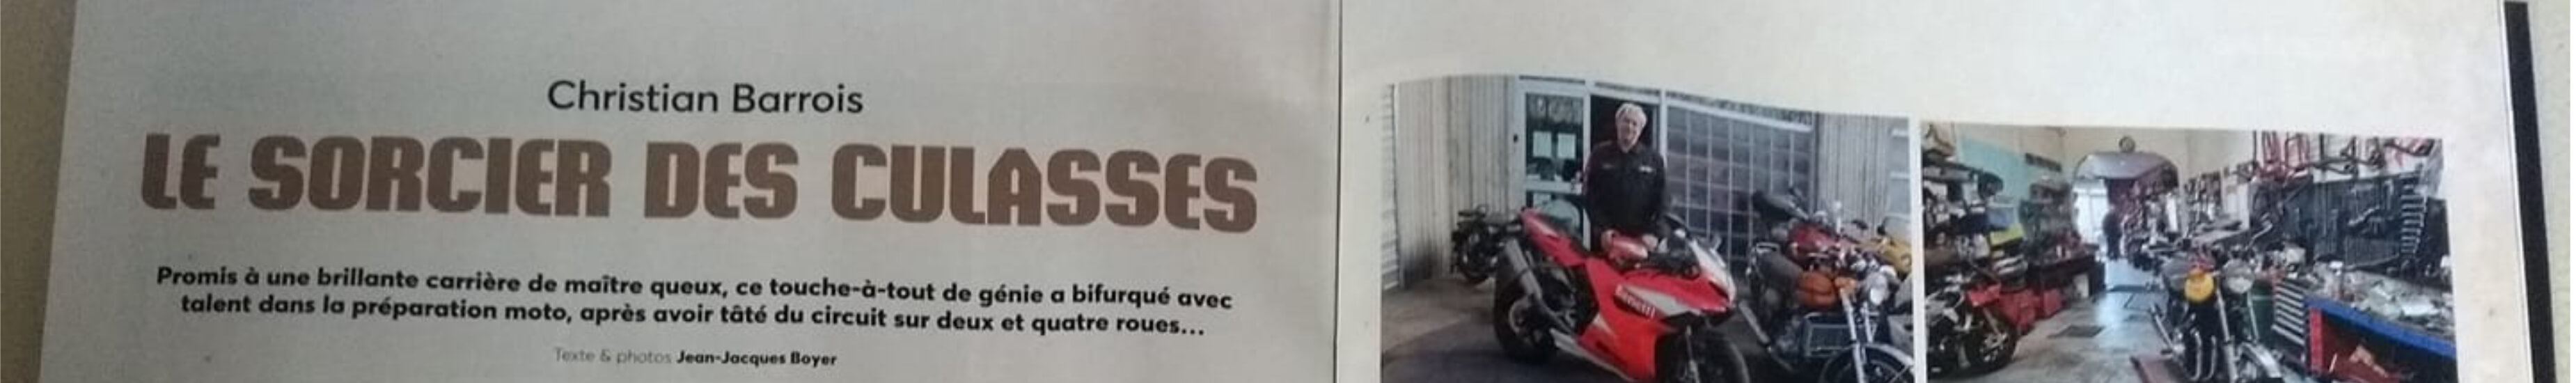 Christian Barrois
LE SORCIER DES CULASSES
Promis à une brillante carrière de maître queux, ce touche-à-tout de génie a bifurqué avec
talent dans la préparation moto, après avoir tâté du circuit sur deux et quatre roues...
Texte & photos Jean-Jacques Boyer
Benelli